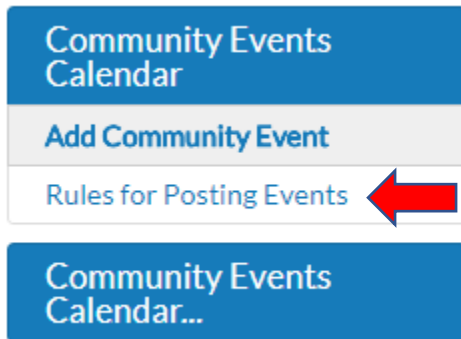 Community Events
Calendar
Add Community Event
Rules for Posting Events
Community Events
Calendar...